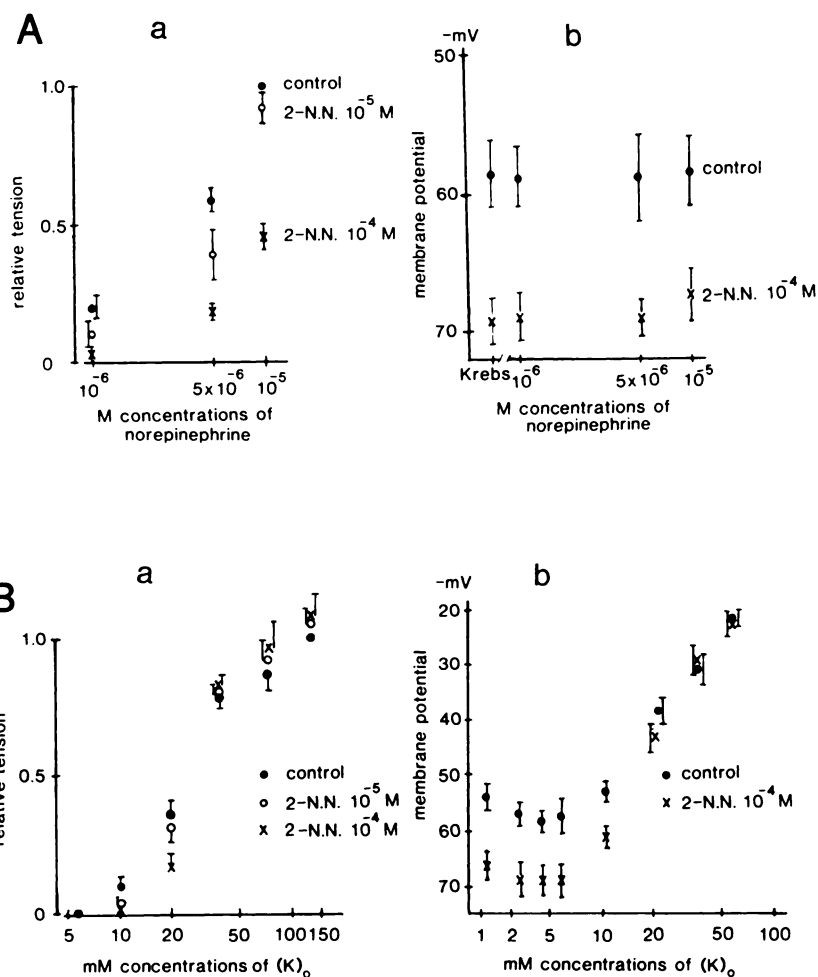 A
a
1.0
0.5
0
relative tension
control
2-N.N. 10⁻⁵ M
2-N.N. 10⁻⁴ M
10⁻⁶
5x10⁻⁶
10⁻⁵
M concentrations of
norepinephrine
b
-mV
50
60
70
membrane potential
control
2-N.N. 10⁻⁴ M
Krebs
10⁻⁶
5x10⁻⁶
10⁻⁵
M concentrations of
norepinephrine
B
a
1.0
0.5
0
relative tension
control
2-N.N. 10⁻⁵ M
2-N.N. 10⁻⁴ M
5 10 20 50 100 150
mM concentrations of (K)ₒ
b
-mV
20
30
40
50
60
70
membrane potential
control
2-N.N. 10⁻⁴ M
1 2 5 10 20 50 100
mM concentrations of (K)ₒ